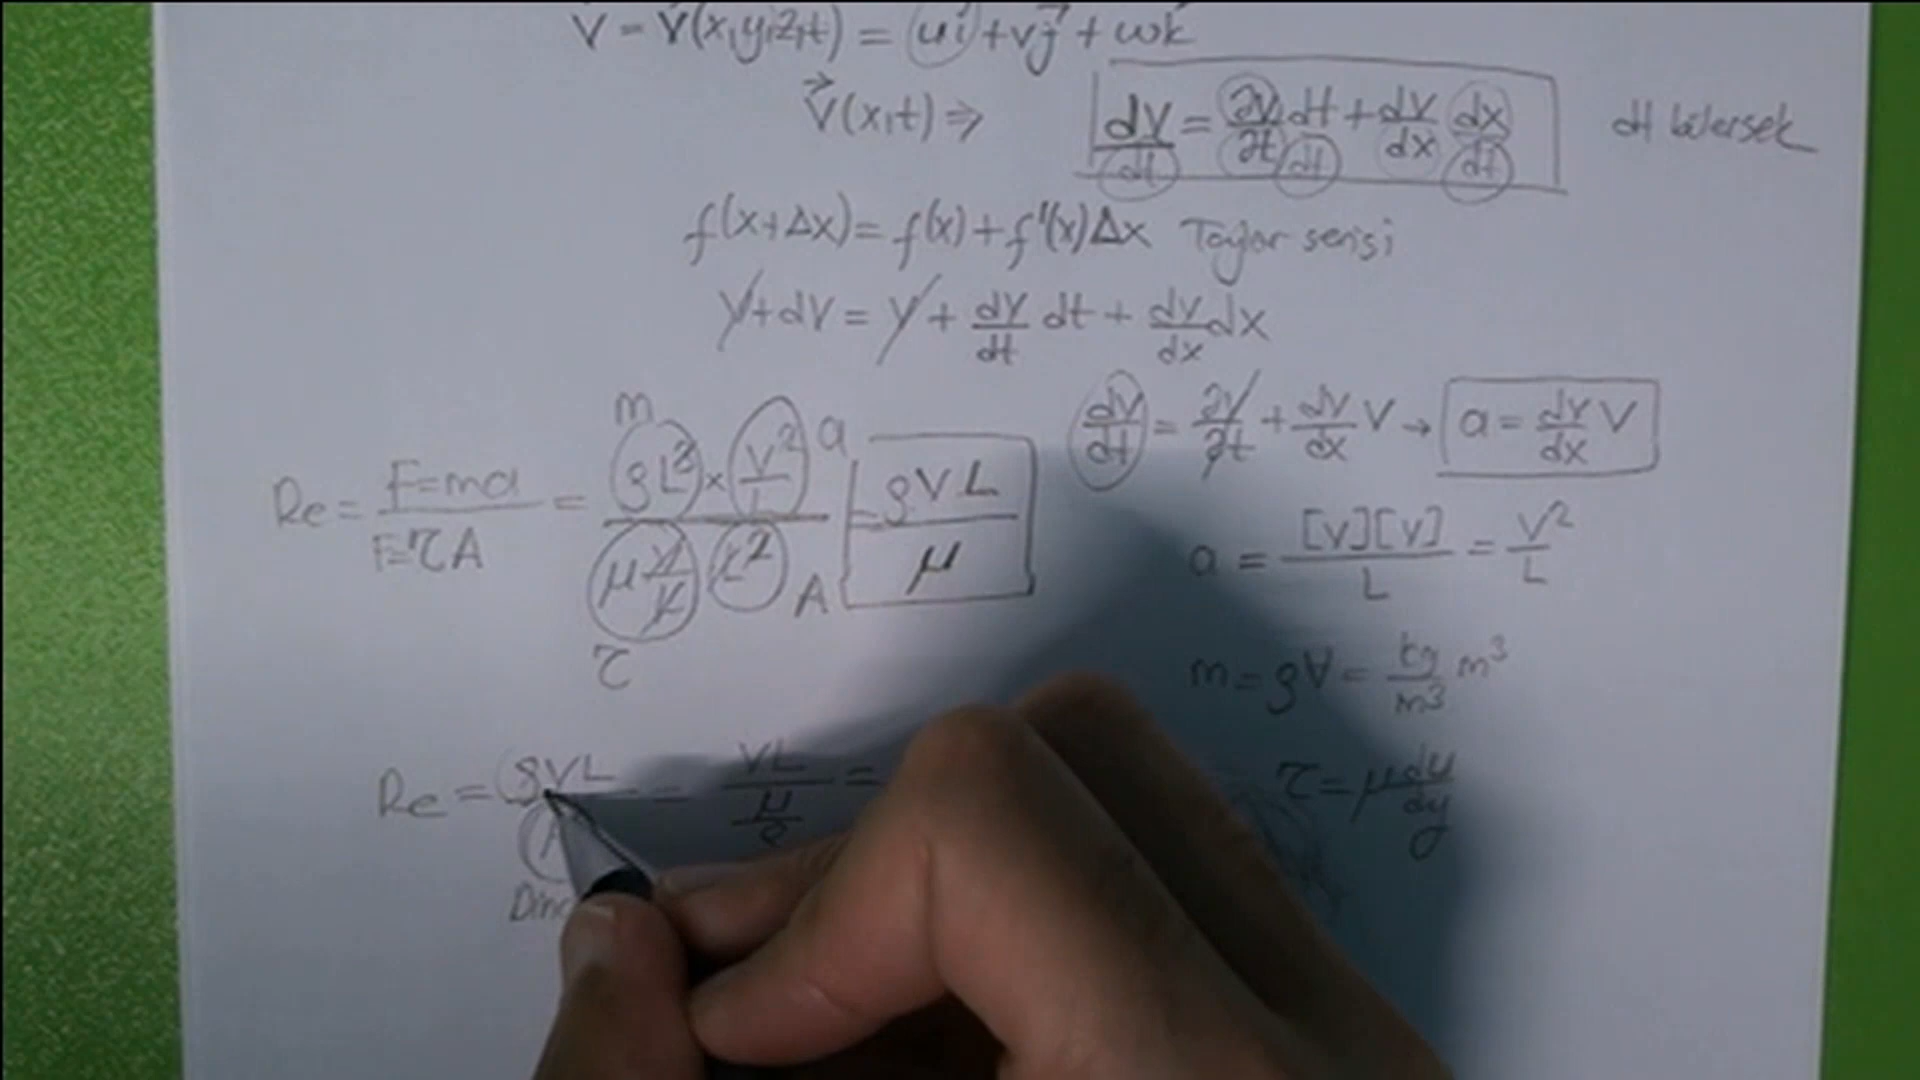 V = V(x,y,z,t) = (ui) + vj + wk
V(x,t) ⇒ dV/dt = ∂V/∂t dt/dt + dV/dx dx/dt dt bölersek
f(x+Δx) = f(x) + f'(x)Δx Taylor serisi
V + dV = V + dV/dt dt + dV/dx dx
dV/dt = ∂V/∂t + dV/dx V → a = dV/dx V
Re = F=ma / F=τA = m ρL³ × V²/L a / μ V/L L² A = ρVL / μ
τ
a = [V][V] / L = V²/L
m = ρV = kg/m³ m³
Re = ρVL = VL / μ/ρ =
τ = μ du/dy